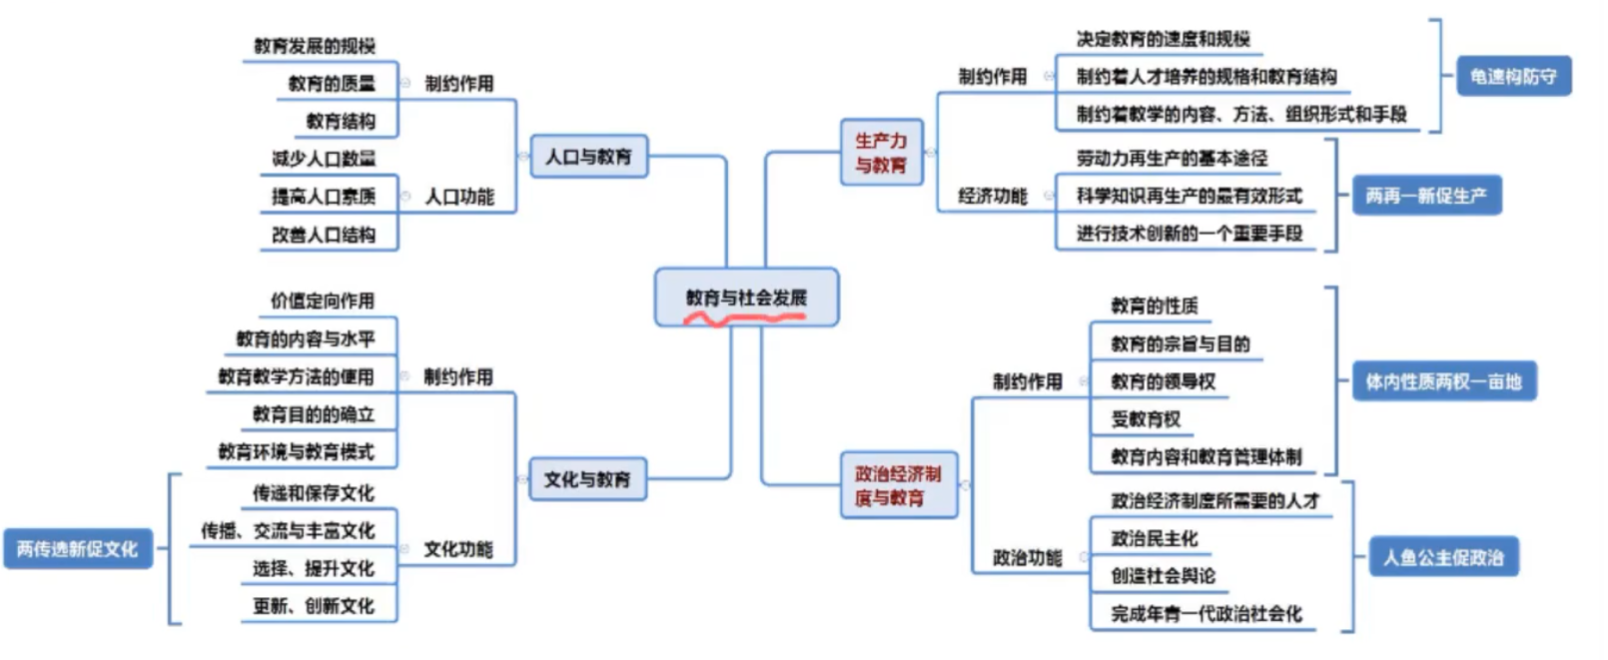 教育与社会发展
生产力
与教育
制约作用
决定教育的速度和规模
制约着人才培养的规格和教育结构
制约着教学的内容、方法、组织形式和手段
龟速构防守
经济功能
劳动力再生产的基本途径
科学知识再生产的最有效形式
进行技术创新的一个重要手段
两再一新促生产
政治经济制
度与教育
制约作用
教育的性质
教育的宗旨与目的
教育的领导权
受教育权
教育内容和教育管理体制
体内性质两权一亩地
政治功能
政治经济制度所需要的人才
政治民主化
创造社会舆论
完成年青一代政治社会化
人鱼公主促政治
人口与教育
制约作用
教育发展的规模
教育的质量
教育结构
人口功能
减少人口数量
提高人口素质
改善人口结构
文化与教育
制约作用
价值定向作用
教育的内容与水平
教育教学方法的使用
教育目的的确立
教育环境与教育模式
文化功能
传递和保存文化
传播、交流与丰富文化
选择、提升文化
更新、创新文化
两传选新促文化